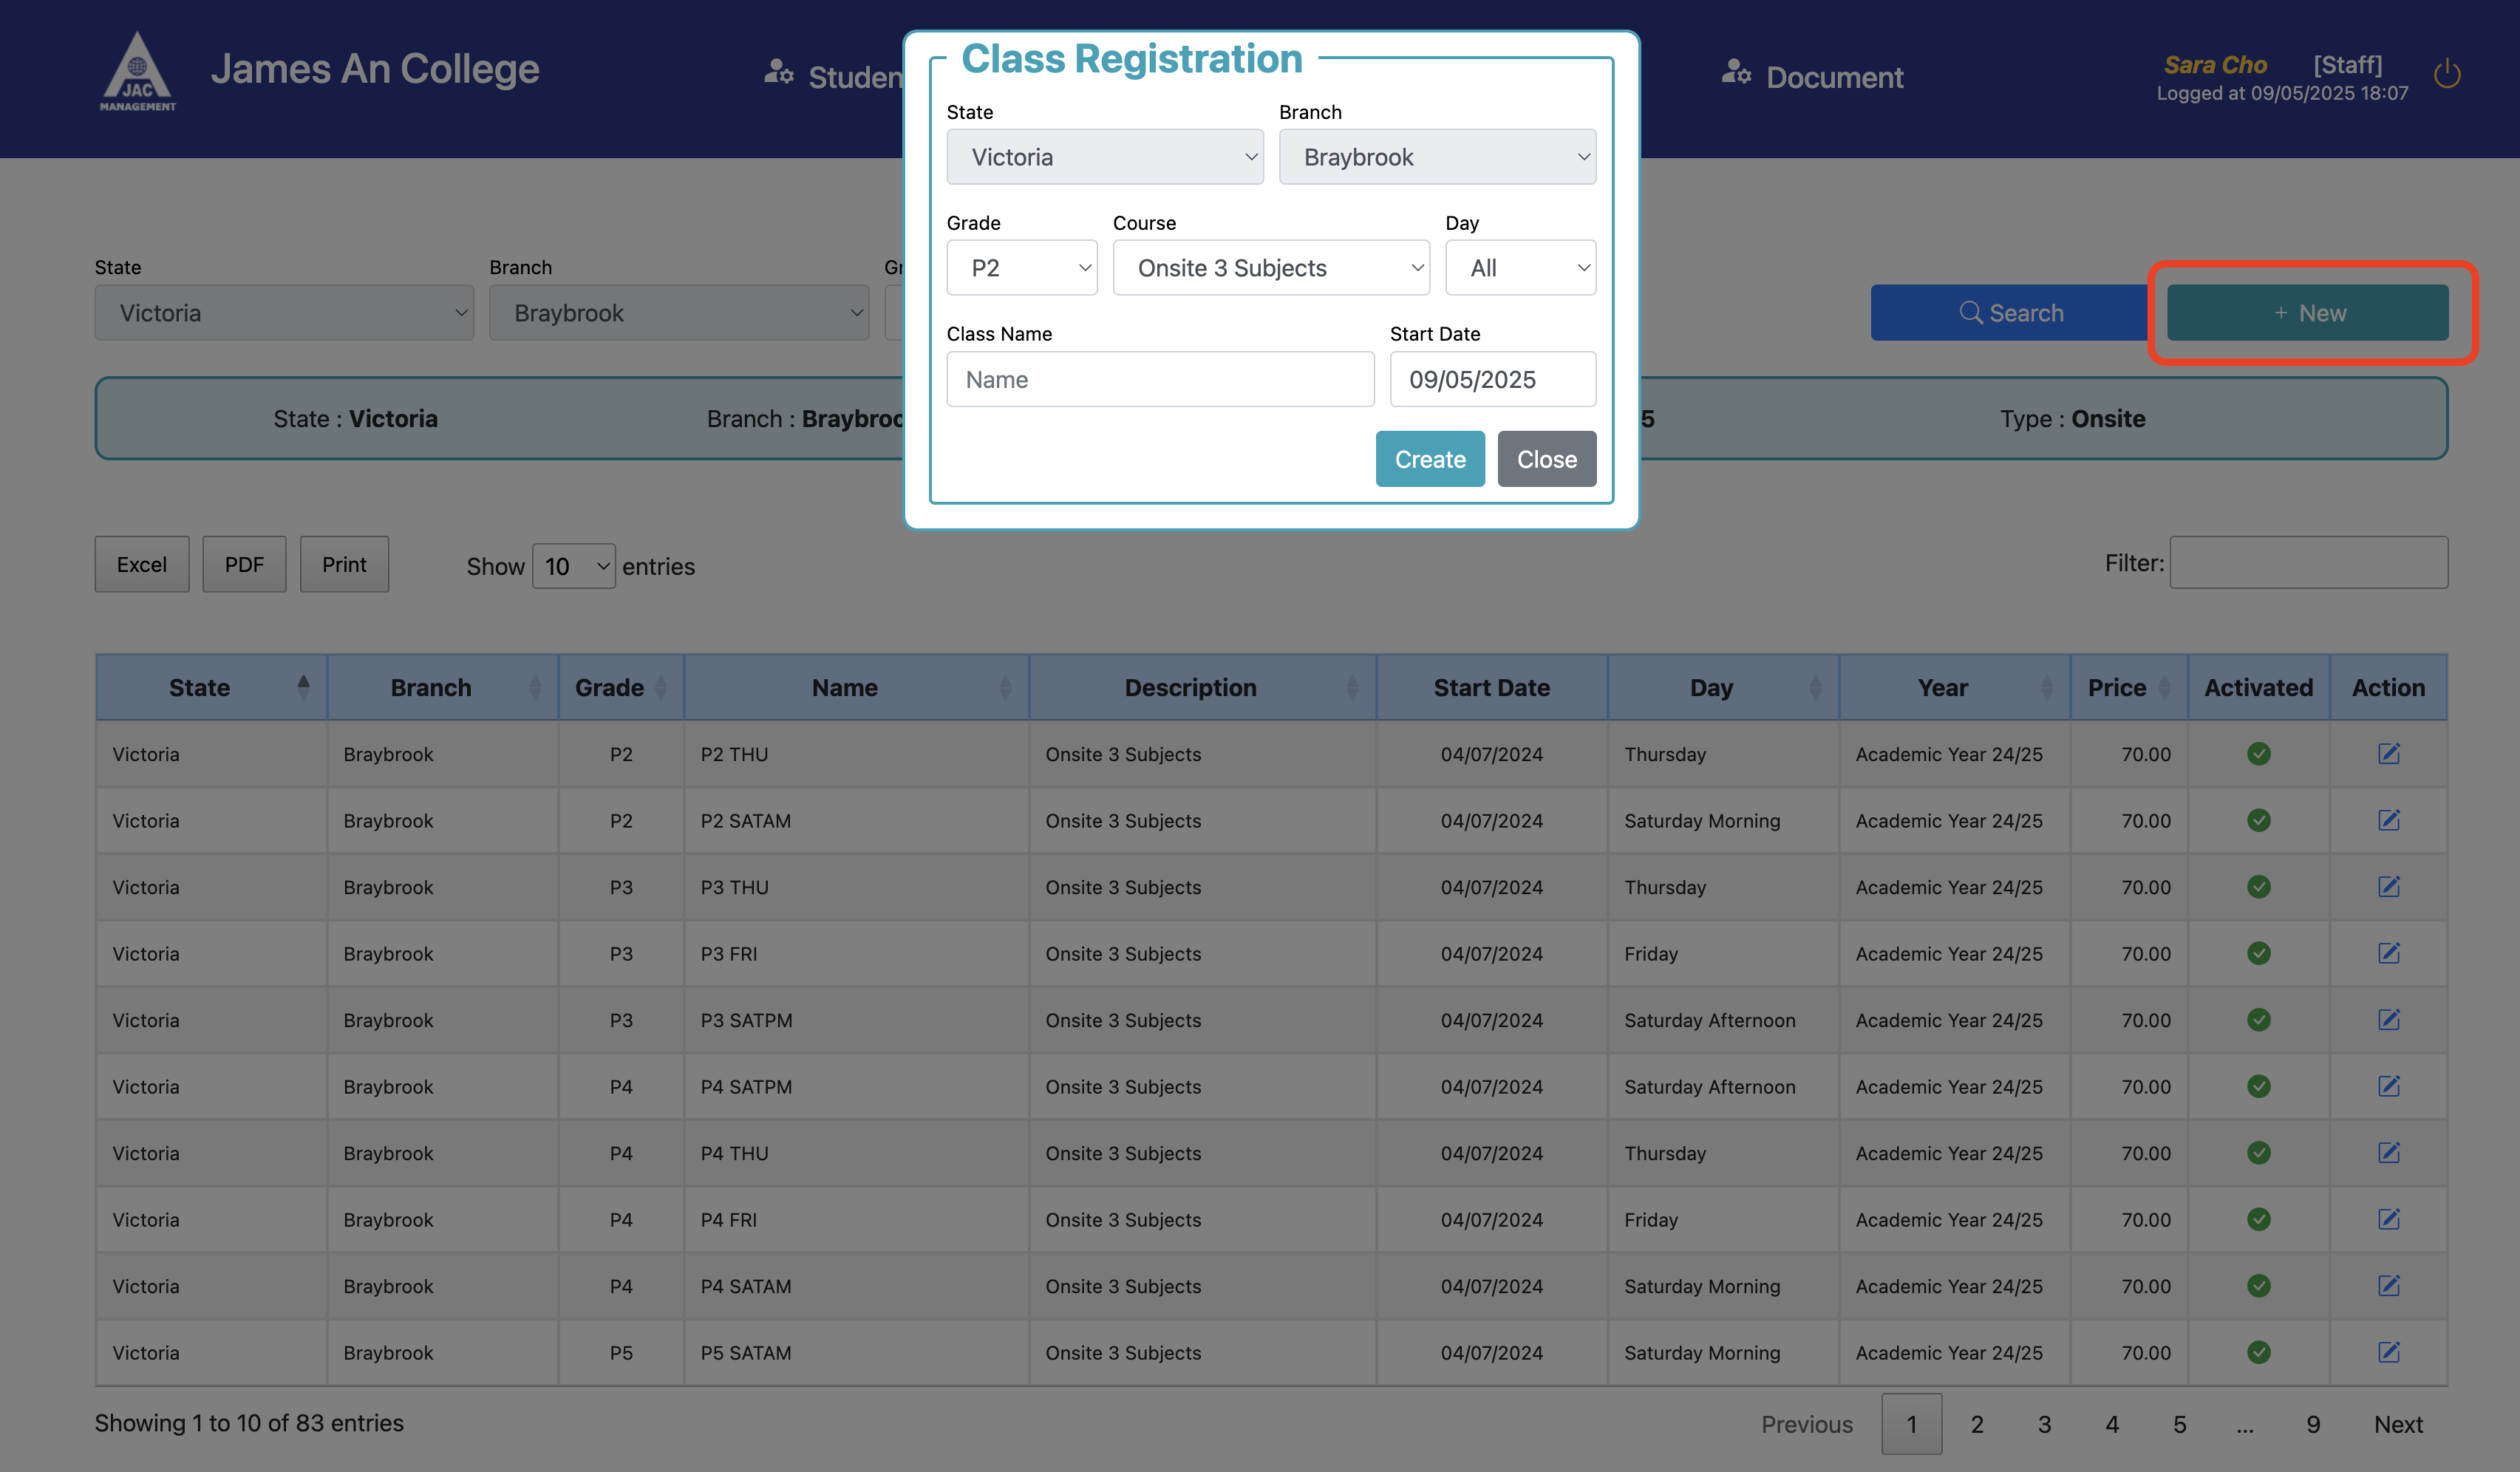 JAC
MANAGEMENT
James An College
Studen
Document
Sara Cho [Staff]
Logged at 09/05/2025 18:07
Class Registration
State Branch
Victoria Braybrook
Grade Course Day
P2 Onsite 3 Subjects All
Class Name Start Date
Name 09/05/2025
Create Close
State Branch Gr
Victoria Braybrook
Search + New
State : Victoria Branch : Braybroo 5 Type : Onsite
Excel PDF Print Show 10 entries Filter:
State Branch Grade Name Description Start Date Day Year Price Activated Action
Victoria Braybrook P2 P2 THU Onsite 3 Subjects 04/07/2024 Thursday Academic Year 24/25 70.00
Victoria Braybrook P2 P2 SATAM Onsite 3 Subjects 04/07/2024 Saturday Morning Academic Year 24/25 70.00
Victoria Braybrook P3 P3 THU Onsite 3 Subjects 04/07/2024 Thursday Academic Year 24/25 70.00
Victoria Braybrook P3 P3 FRI Onsite 3 Subjects 04/07/2024 Friday Academic Year 24/25 70.00
Victoria Braybrook P3 P3 SATPM Onsite 3 Subjects 04/07/2024 Saturday Afternoon Academic Year 24/25 70.00
Victoria Braybrook P4 P4 SATPM Onsite 3 Subjects 04/07/2024 Saturday Afternoon Academic Year 24/25 70.00
Victoria Braybrook P4 P4 THU Onsite 3 Subjects 04/07/2024 Thursday Academic Year 24/25 70.00
Victoria Braybrook P4 P4 FRI Onsite 3 Subjects 04/07/2024 Friday Academic Year 24/25 70.00
Victoria Braybrook P4 P4 SATAM Onsite 3 Subjects 04/07/2024 Saturday Morning Academic Year 24/25 70.00
Victoria Braybrook P5 P5 SATAM Onsite 3 Subjects 04/07/2024 Saturday Morning Academic Year 24/25 70.00
Showing 1 to 10 of 83 entries Previous 1 2 3 4 5 ... 9 Next